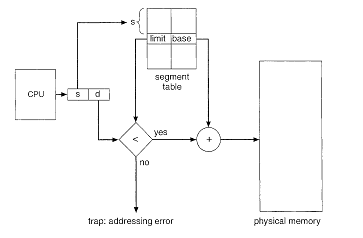 s
limit base
segment
table
CPU
s d
<
yes
+
no
trap: addressing error
physical memory